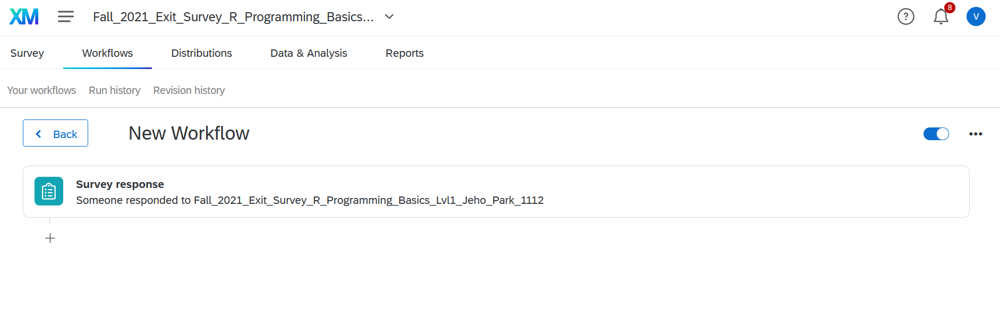 XM
Fall_2021_Exit_Survey_R_Programming_Basics...
?
8
V
Survey
Workflows
Distributions
Data & Analysis
Reports
Your workflows
Run history
Revision history
Back
New Workflow
Survey response
Someone responded to Fall_2021_Exit_Survey_R_Programming_Basics_Lvl1_Jeho_Park_1112